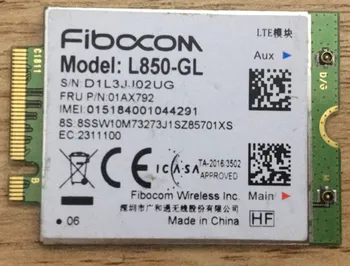 Fibocom
LTE模块
Model: L850-GL
Aux
S/N: D1L3JJ02UG
FRU P/N:01AX792
IMEI:015184001044291
8S 8SSW10M73273J1SZ85701XS
EC:2311100
TA-2016/3502
ICASA
APPROVED
Fibocom Wireless Inc.
Main
深圳市广和通无线股份有限公司
Made in China
HF
06
C1811
D/G
B
M